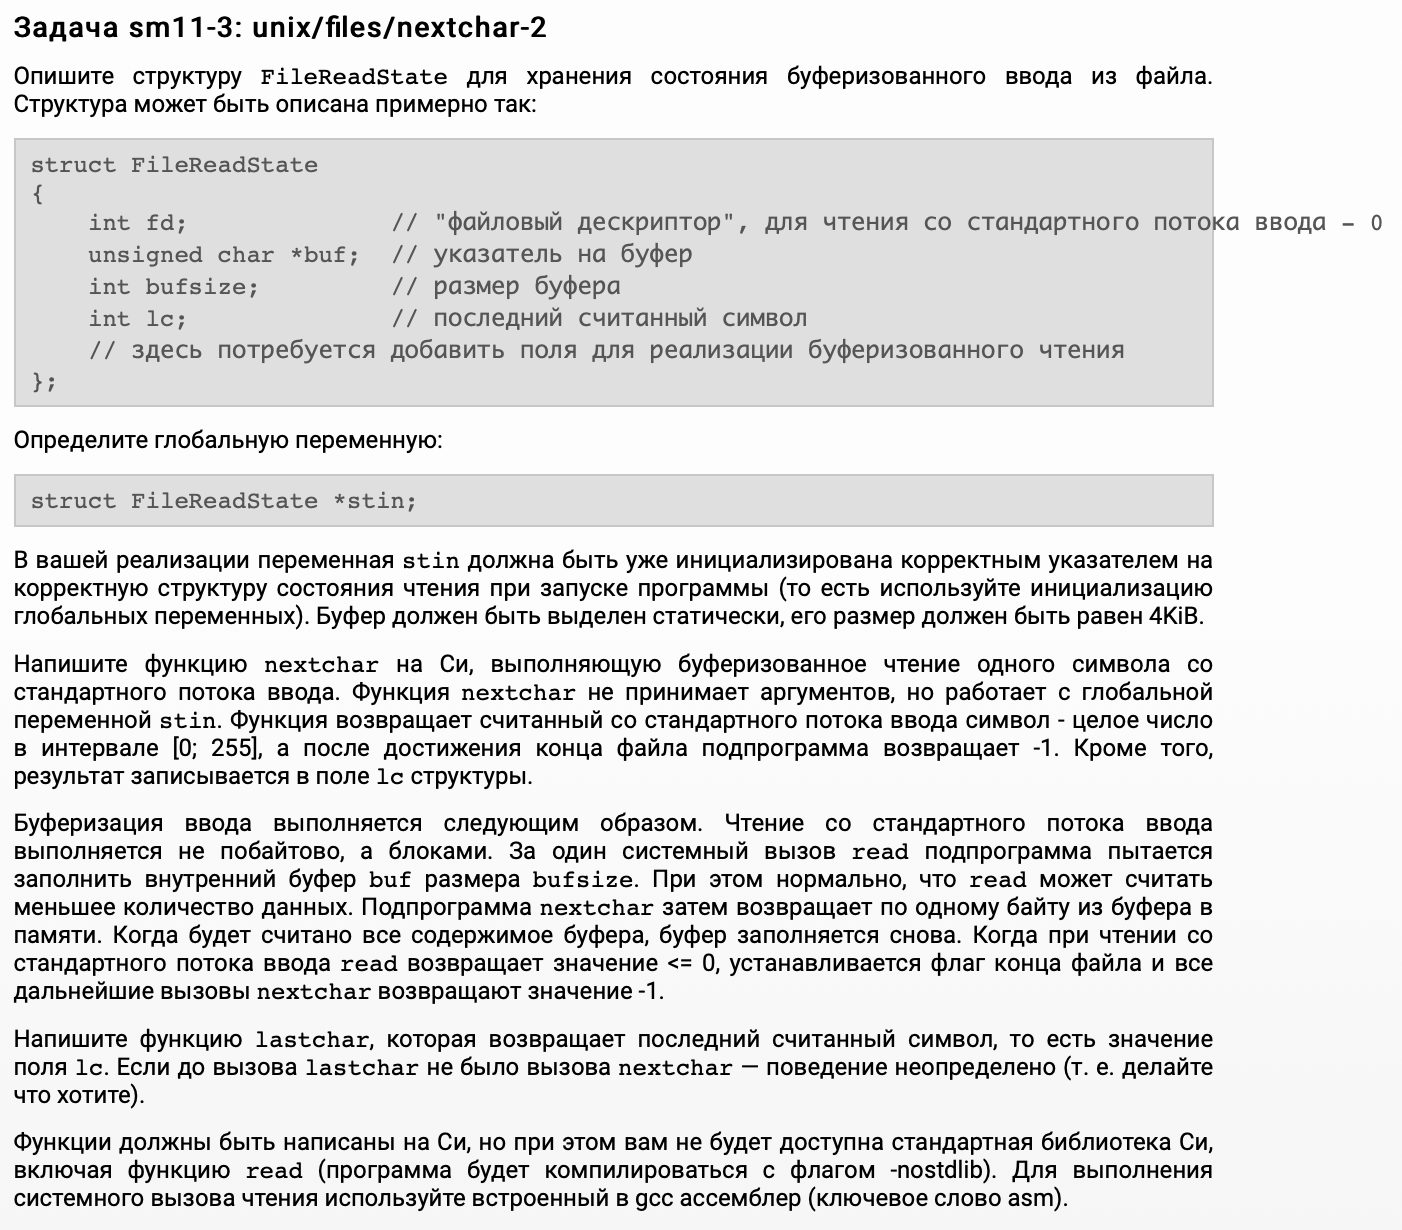 Задача sm11-3: unix/files/nextchar-2
Опишите структуру FileReadState для хранения состояния буферизованного ввода из файла.
Структура может быть описана примерно так:
struct FileReadState
{
    int fd;              // "файловый дескриптор", для чтения со стандартного потока ввода – 0
    unsigned char *buf;  // указатель на буфер
    int bufsize;         // размер буфера
    int lc;              // последний считанный символ
    // здесь потребуется добавить поля для реализации буферизованного чтения
};
Определите глобальную переменную:
struct FileReadState *stin;
В вашей реализации переменная stin должна быть уже инициализирована корректным указателем на
корректную структуру состояния чтения при запуске программы (то есть используйте инициализацию
глобальных переменных). Буфер должен быть выделен статически, его размер должен быть равен 4KiB.
Напишите функцию nextchar на Си, выполняющую буферизованное чтение одного символа со
стандартного потока ввода. Функция nextchar не принимает аргументов, но работает с глобальной
переменной stin. Функция возвращает считанный со стандартного потока ввода символ - целое число
в интервале [0; 255], а после достижения конца файла подпрограмма возвращает -1. Кроме того,
результат записывается в поле lc структуры.
Буферизация ввода выполняется следующим образом. Чтение со стандартного потока ввода
выполняется не побайтово, а блоками. За один системный вызов read подпрограмма пытается
заполнить внутренний буфер buf размера bufsize. При этом нормально, что read может считать
меньшее количество данных. Подпрограмма nextchar затем возвращает по одному байту из буфера в
памяти. Когда будет считано все содержимое буфера, буфер заполняется снова. Когда при чтении со
стандартного потока ввода read возвращает значение <= 0, устанавливается флаг конца файла и все
дальнейшие вызовы nextchar возвращают значение -1.
Напишите функцию lastchar, которая возвращает последний считанный символ, то есть значение
поля lc. Если до вызова lastchar не было вызова nextchar — поведение неопределено (т. е. делайте
что хотите).
Функции должны быть написаны на Си, но при этом вам не будет доступна стандартная библиотека Си,
включая функцию read (программа будет компилироваться с флагом -nostdlib). Для выполнения
системного вызова чтения используйте встроенный в gcc ассемблер (ключевое слово asm).